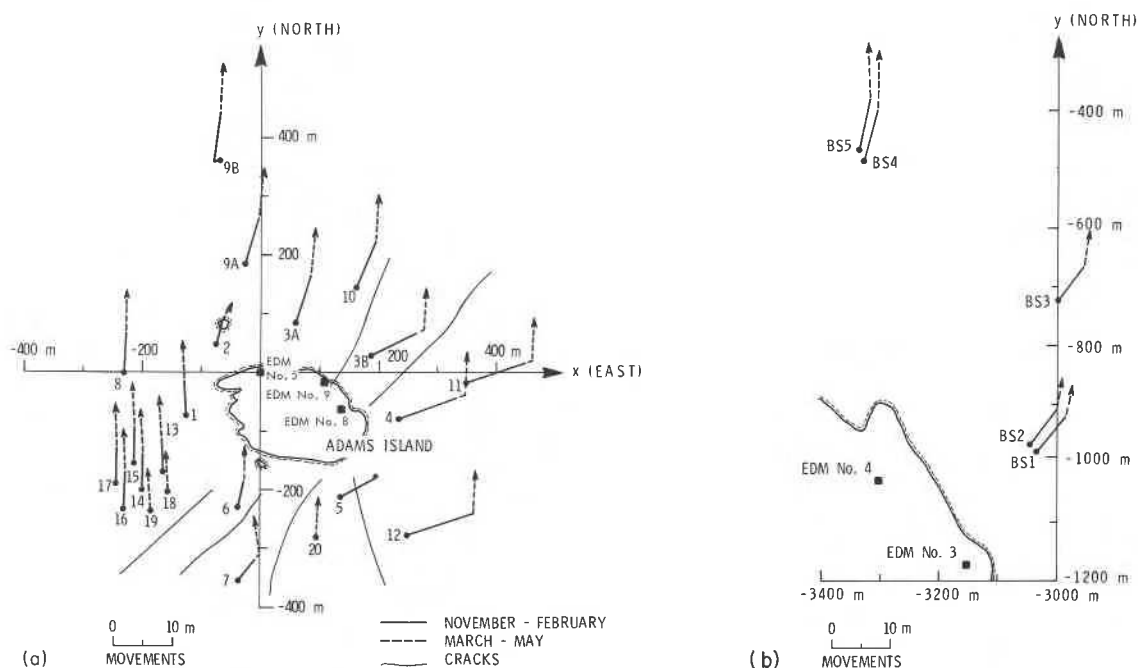 y (NORTH)
400 m
9B
200
9A
10
3A
2
-400 m
-200
8
EDM No. 5
3B
200
400 m
x (EAST)
11
EDM No. 9
1
4
EDM No. 8
13
ADAMS ISLAND
15
17
14
18
-200
5
16
19
6
12
20
7
-400 m
0 10 m
MOVEMENTS
NOVEMBER - FEBRUARY
MARCH - MAY
CRACKS
(a)
y (NORTH)
-400 m
BS5
BS4
-600 m
BS3
-800 m
BS2
BS1
-1000 m
EDM No. 4
EDM No. 3
-1200 m
-3400 m
-3200 m
-3000 m
0 10 m
MOVEMENTS
(b)